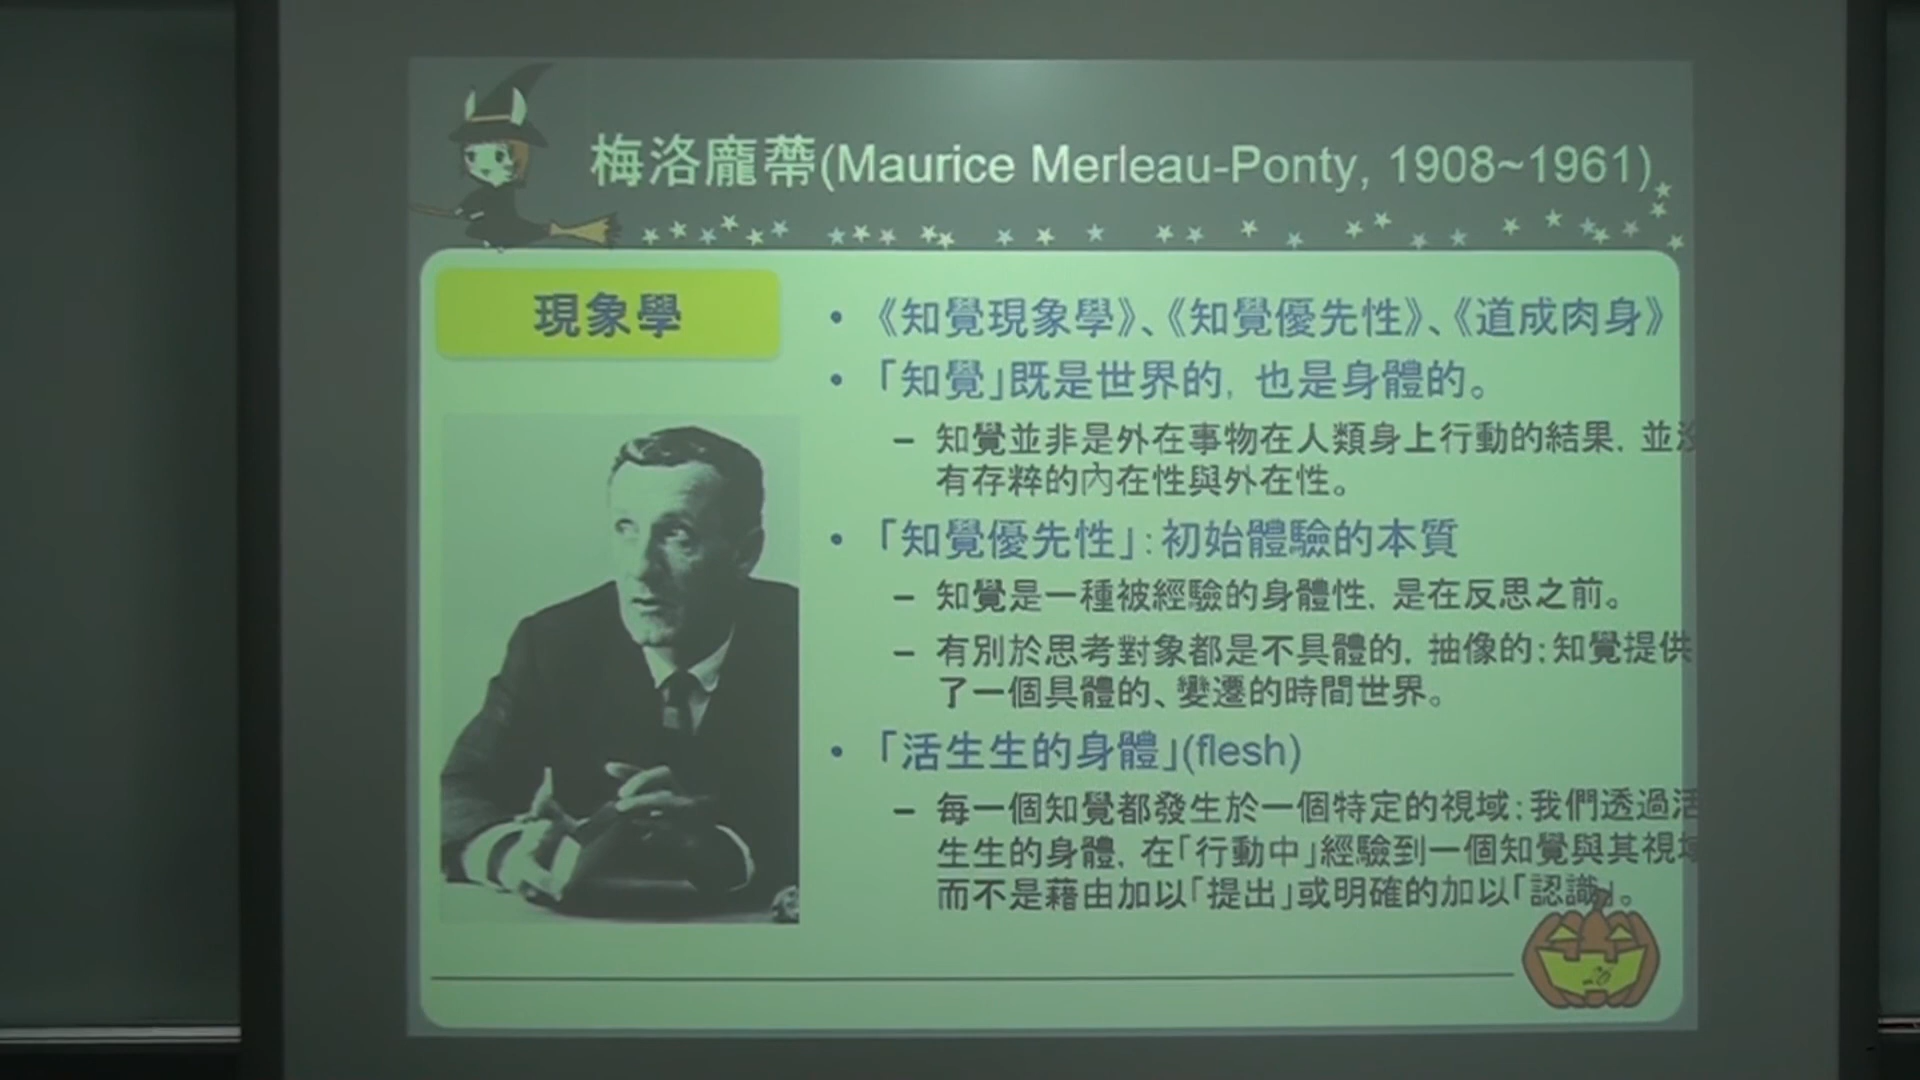 梅洛龐蒂(Maurice Merleau-Ponty, 1908~1961)
現象學
• 《知覺現象學》、《知覺優先性》、《道成肉身》
• 「知覺」既是世界的，也是身體的。
– 知覺並非是外在事物在人類身上行動的結果，並沒
有存粹的內在性與外在性。
• 「知覺優先性」：初始體驗的本質
– 知覺是一種被經驗的身體性，是在反思之前。
– 有別於思考對象都是不具體的，抽像的；知覺提供
了一個具體的、變遷的時間世界。
• 「活生生的身體」(flesh)
– 每一個知覺都發生於一個特定的視域：我們透過活
生生的身體，在「行動中」經驗到一個知覺與其視域
而不是藉由加以「提出」或明確的加以「認識」。